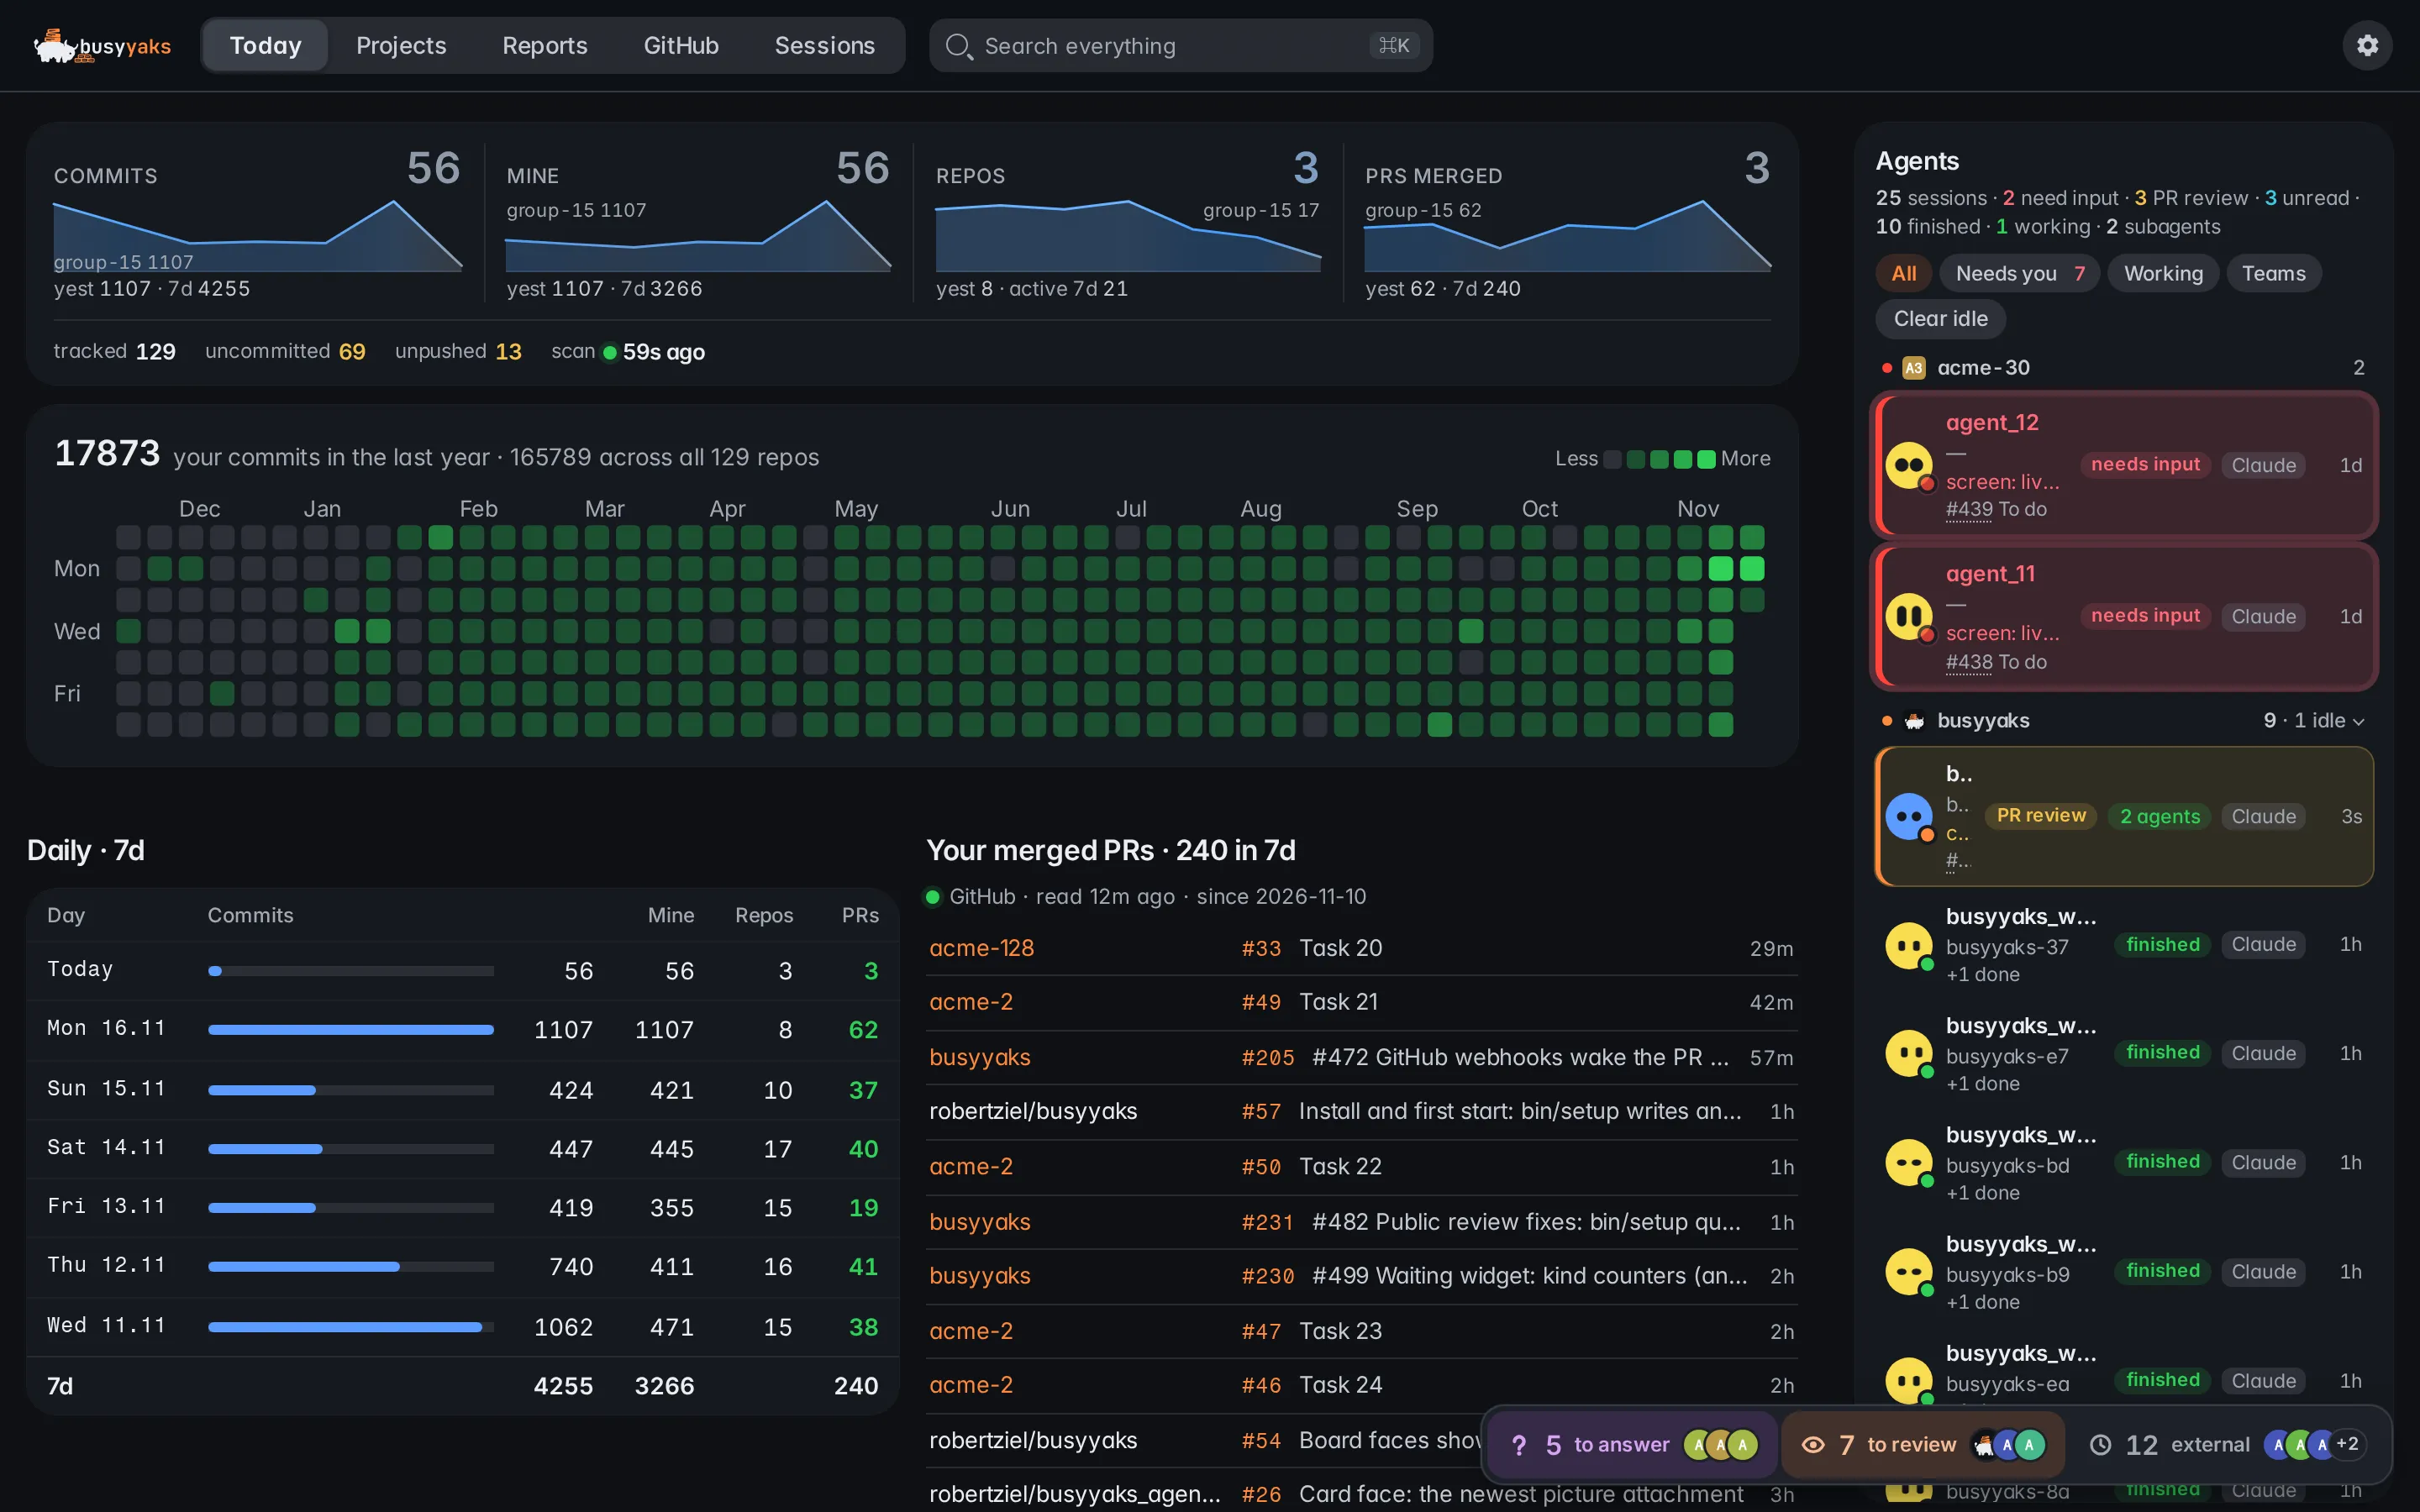 busyyaks
Today
Projects
Reports
GitHub
Sessions
Search everything
⌘K
COMMITS 56
group-15 1107
yest 1107 · 7d 4255
MINE 56
group-15 1107
yest 1107 · 7d 3266
REPOS 3
group-15 17
yest 8 · active 7d 21
PRS MERGED 3
group-15 62
yest 62 · 7d 240
tracked 129 uncommitted 69 unpushed 13 scan 59s ago
17873 your commits in the last year · 165789 across all 129 repos
Less More
Dec Jan Feb Mar Apr May Jun Jul Aug Sep Oct Nov
Mon
Wed
Fri
Daily · 7d
Day Commits Mine Repos PRs
Today 56 56 3 3
Mon 16.11 1107 1107 8 62
Sun 15.11 424 421 10 37
Sat 14.11 447 445 17 40
Fri 13.11 419 355 15 19
Thu 12.11 740 411 16 41
Wed 11.11 1062 471 15 38
7d 4255 3266 240
Your merged PRs · 240 in 7d
GitHub · read 12m ago · since 2026-11-10
acme-128 #33 Task 20 29m
acme-2 #49 Task 21 42m
busyyaks #205 #472 GitHub webhooks wake the PR ... 57m
robertziel/busyyaks #57 Install and first start: bin/setup writes an... 1h
acme-2 #50 Task 22 1h
busyyaks #231 #482 Public review fixes: bin/setup qu... 1h
busyyaks #230 #499 Waiting widget: kind counters (an... 2h
acme-2 #47 Task 23 2h
acme-2 #46 Task 24 2h
robertziel/busyyaks #54 Board faces show
robertziel/busyyaks_agen... #26 Card face: the newest picture attachment 3h
Agents
25 sessions · 2 need input · 3 PR review · 3 unread ·
10 finished · 1 working · 2 subagents
All
Needs you 7
Working
Teams
Clear idle
A3 acme-30 2
agent_12
—
screen: liv...
#439 To do
needs input Claude 1d
agent_11
—
screen: liv...
#438 To do
needs input Claude 1d
busyyaks 9 · 1 idle
b..
b..
c..
#..
PR review 2 agents Claude 3s
busyyaks_w...
busyyaks-37
+1 done
finished Claude 1h
busyyaks_w...
busyyaks-e7
+1 done
finished Claude 1h
busyyaks_w...
busyyaks-bd
+1 done
finished Claude 1h
busyyaks_w...
busyyaks-b9
+1 done
finished Claude 1h
busyyaks_w...
busyyaks-ea
finished Claude 1h
? 5 to answer A A A
7 to review A A
12 external A A A +2
busyyaks-8a
finished Claude 1h